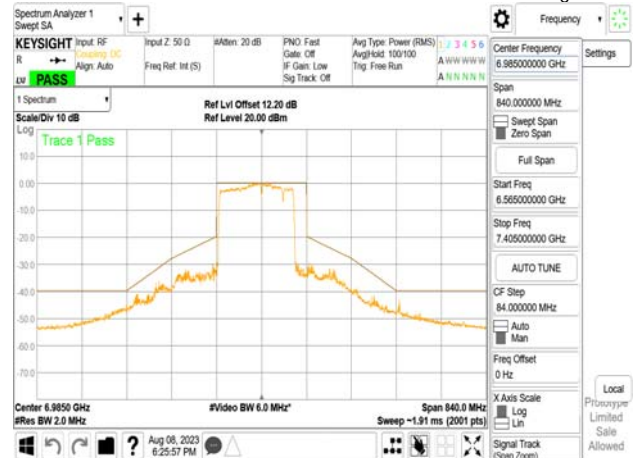 Spectrum Analyzer 1
Swept SA
+
Frequency
KEYSIGHT
R
LU PASS
Input: RF
Coupling: DC
Align: Auto
Input Z: 50 Ω
Freq Ref: Int (S)
#Atten: 20 dB
PNO: Fast
Gate: Off
IF Gain: Low
Sig Track: Off
Avg Type: Power (RMS)
Avg|Hold: 100/100
Trig: Free Run
1 2 3 4 5 6
A W W W W W
A N N N N N
1 Spectrum
Scale/Div 10 dB
Ref Lvl Offset 12.20 dB
Ref Level 20.00 dBm
Log
Trace 1 Pass
10.0
0.00
-10.0
-20.0
-30.0
-40.0
-50.0
-60.0
-70.0
Center 6.9850 GHz
#Res BW 2.0 MHz
#Video BW 6.0 MHz*
Span 840.0 MHz
Sweep ~1.91 ms (2001 pts)
?
Aug 08, 2023
6:25:57 PM
Center Frequency
6.985000000 GHz
Settings
Span
840.000000 MHz
Swept Span
Zero Span
Full Span
Start Freq
6.565000000 GHz
Stop Freq
7.405000000 GHz
AUTO TUNE
CF Step
84.000000 MHz
Auto
Man
Freq Offset
0 Hz
X Axis Scale
Log
Lin
Signal Track
(Span Zoom)
Local
Prototype
Limited
Sale
Allowed